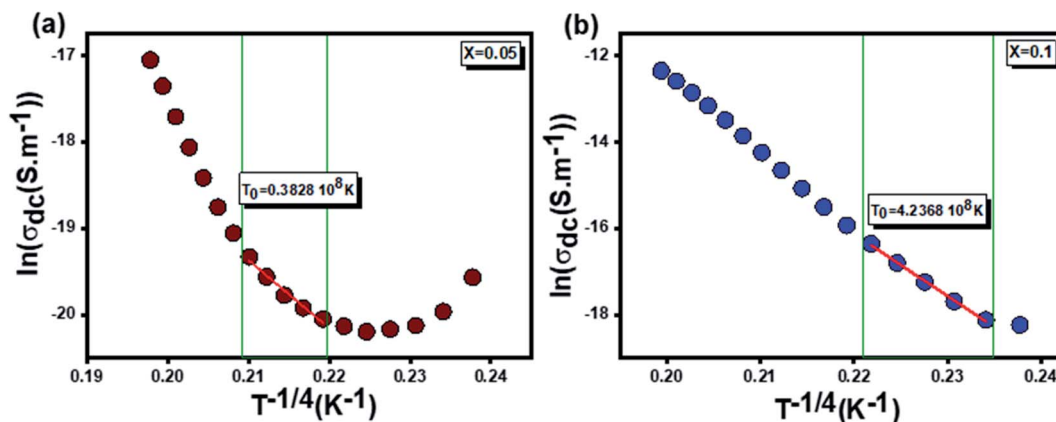 (a)
X=0.05
ln(σdc(S.m-1))
-17
-18
-19
-20
T0=0.3828 10^8K
0.19 0.20 0.21 0.22 0.23 0.24
T-1/4(K-1)
(b)
X=0.1
ln(σdc(S.m-1))
-12
-14
-16
-18
T0=4.2368 10^8K
0.20 0.21 0.22 0.23 0.24
T-1/4(K-1)